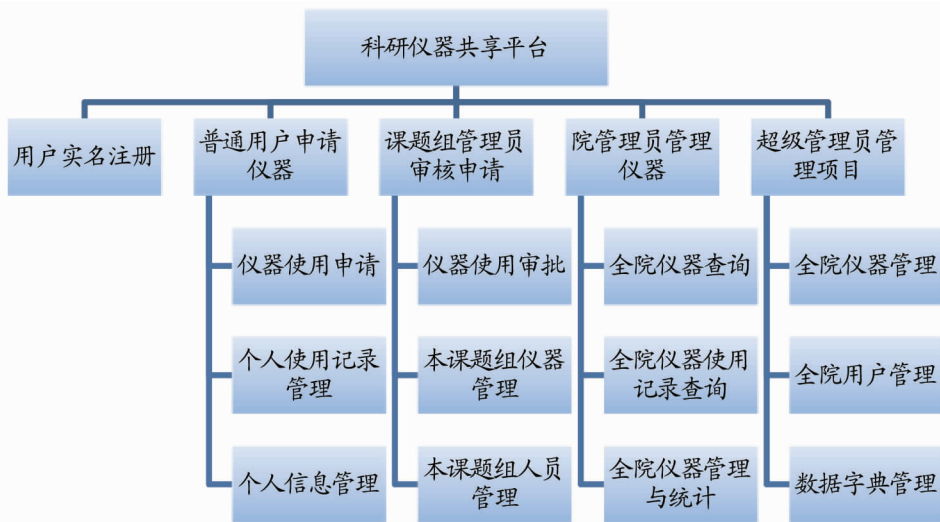 科研仪器共享平台
用户实名注册
普通用户申请
仪器
课题组管理员
审核申请
院管理员管理
仪器
超级管理员管
理项目
仪器使用申请
仪器使用审批
全院仪器查询
全院仪器管理
个人使用记录
管理
本课题组仪器
管理
全院仪器使用
记录查询
全院用户管理
个人信息管理
本课题组人员
管理
全院仪器管理
与统计
数据字典管理